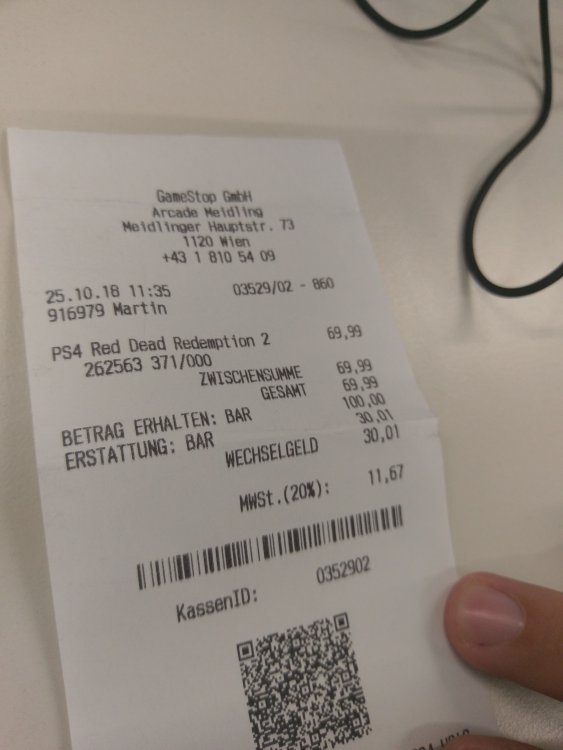 GameStop GmbH
Arcade Meidling
Meidlinger Hauptstr. 73
1120 Wien
+43 1 810 54 09
25.10.18 11:35 03529/02 - 860
916979 Martin
PS4 Red Dead Redemption 2 69,99
262563 371/000
ZWISCHENSUMME 69,99
GESAMT 69,99
BETRAG ERHALTEN: BAR 100,00
ERSTATTUNG: BAR 30,01
WECHSELGELD 30,01
MWSt.(20%): 11,67
KassenID: 0352902